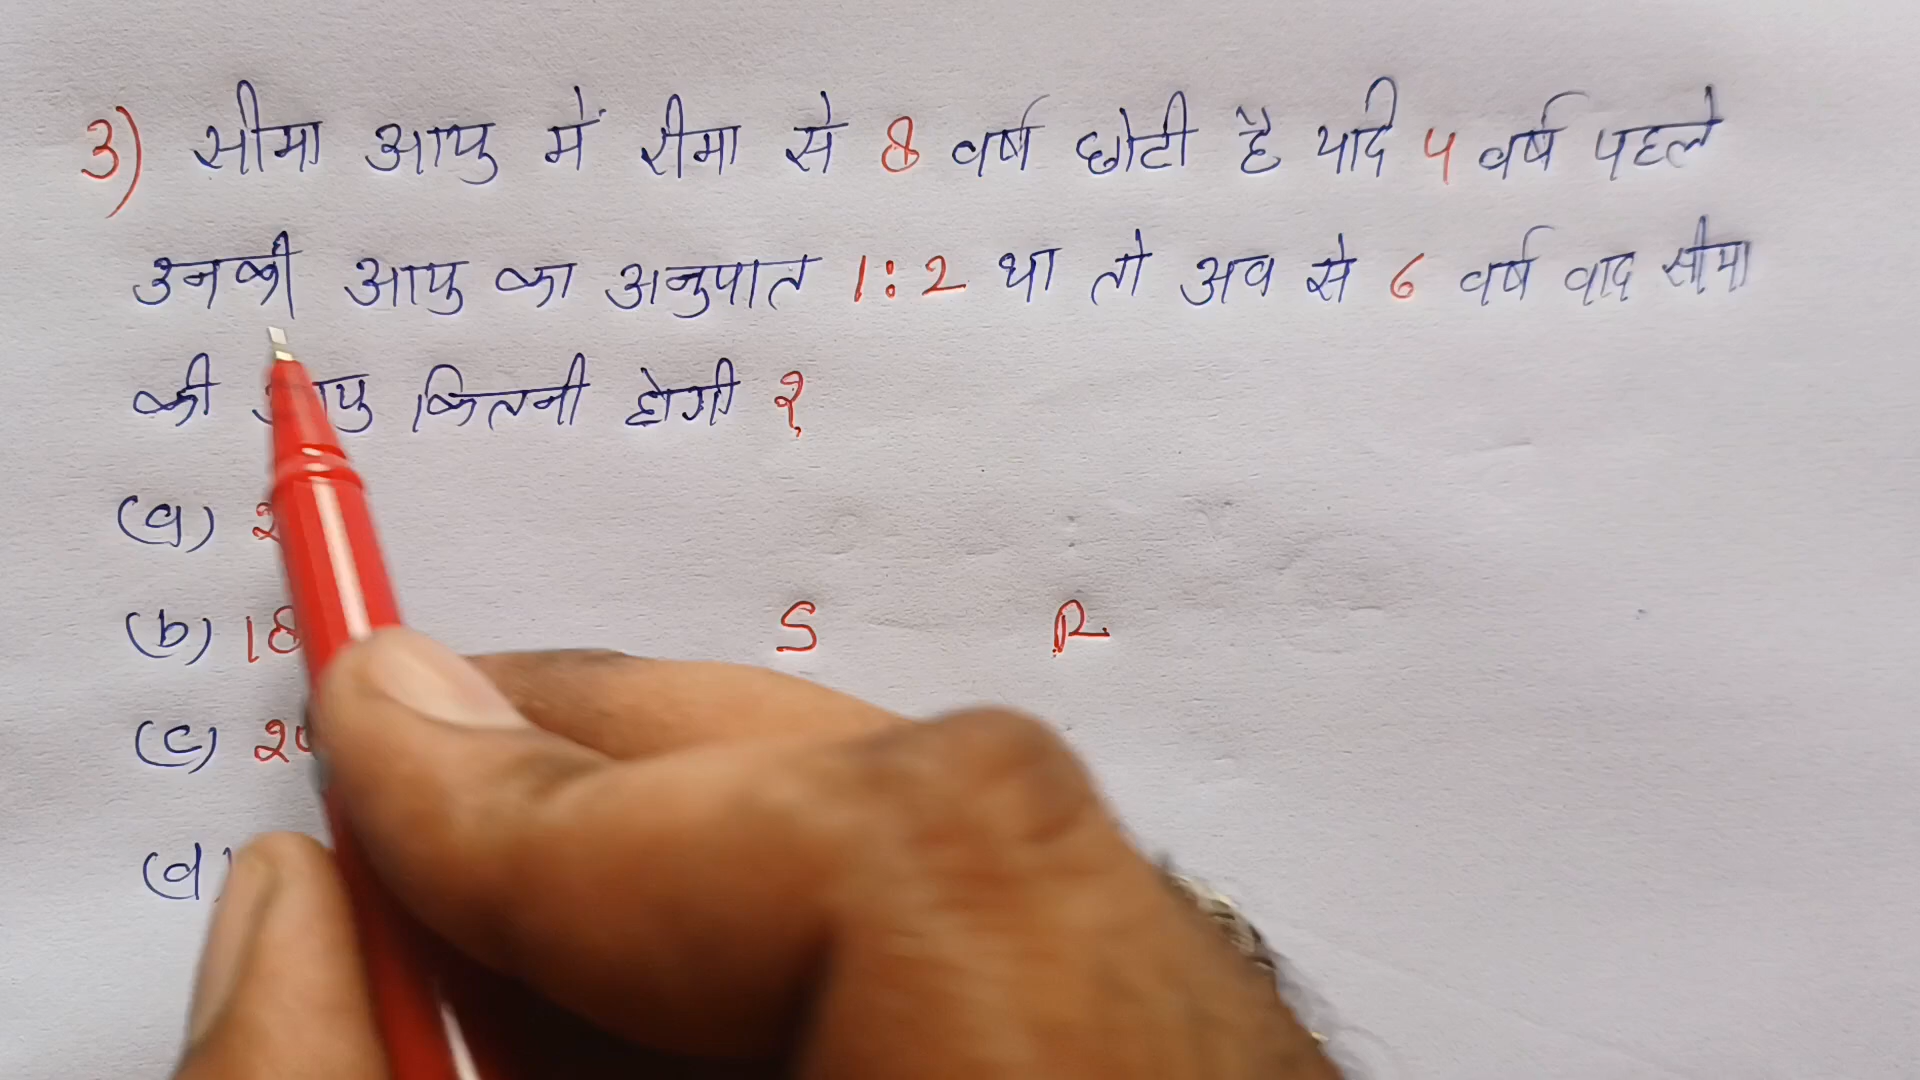 3) सीमा आयु में रीमा से 8 वर्ष छोटी है यदि 4 वर्ष पहले
उनकी आयु का अनुपात 1:2 था तो अब से 6 वर्ष वाद सीमा
की आयु कितनी होगी ?
(a)
(b) 18
(c)
(d)
S R